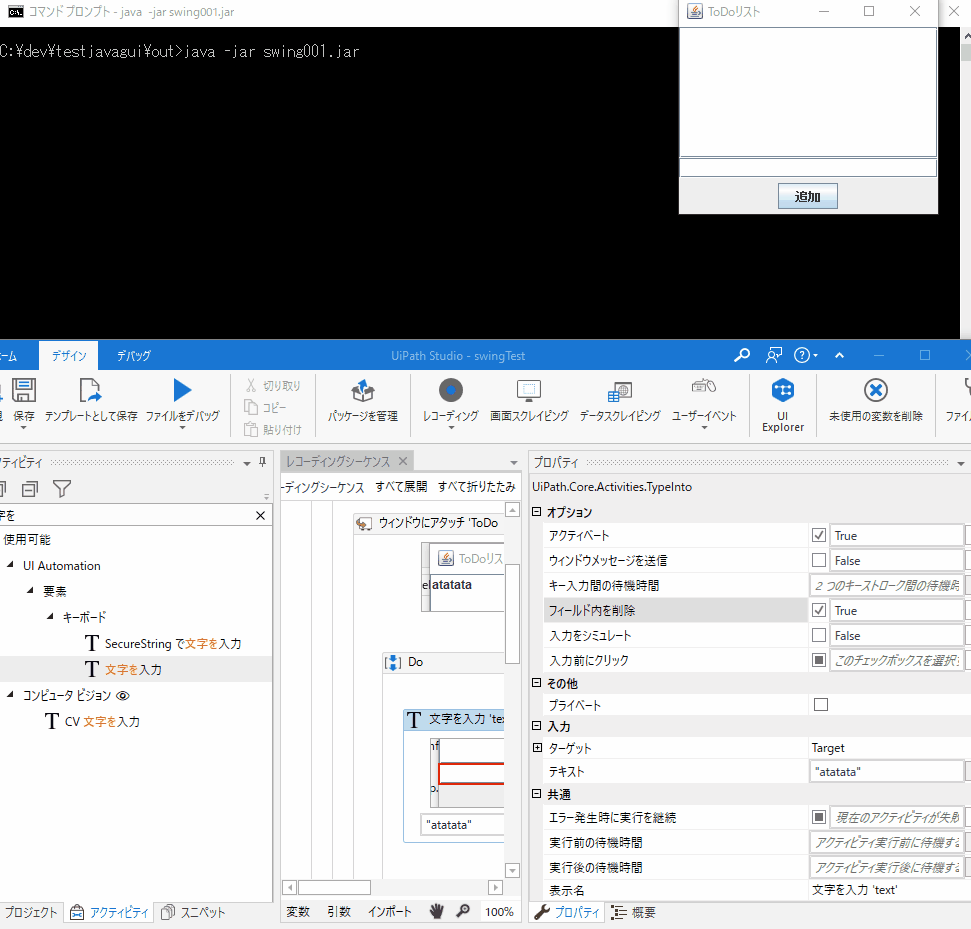 コマンド プロンプト - java -jar swing001.jar
ToDoリスト
C:¥dev¥testjavagui¥out>java -jar swing001.jar
追加
ーム
デザイン
デバッグ
UiPath Studio - swingTest
保存
テンプレートとして保存
ファイルをデバッグ
切り取り
コピー
貼り付け
パッケージを管理
レコーディング
画面スクレイピング
データスクレイピング
ユーザーイベント
UI
Explorer
未使用の変数を削除
ファイ
クティビティ
字を
使用可能
UI Automation
要素
キーボード
SecureString で文字を入力
文字を入力
コンピュータ ビジョン
CV 文字を入力
プロジェクト
アクティビティ
スニペット
レコーディングシーケンス
ーディングシーケンス
すべて展開
すべて折りたたみ
ウィンドウにアタッチ 'ToDo
ToDoリス
atatata
Do
文字を入力 'te
"atatata"
変数
引数
インポート
100%
プロパティ
UiPath.Core.Activities.TypeInto
オプション
アクティベート
True
ウィンドウメッセージを送信
False
キー入力間の待機時間
2 つのキーストローク間の待機時
フィールド内を削除
True
入力をシミュレート
False
入力前にクリック
このチェックボックスを選択
その他
プライベート
入力
ターゲット
Target
テキスト
"atatata"
共通
エラー発生時に実行を継続
現在のアクティビティが失敗
実行前の待機時間
アクティビティ実行前に待機する
実行後の待機時間
アクティビティ実行後に待機する
表示名
文字を入力 'text'
プロパティ
概要